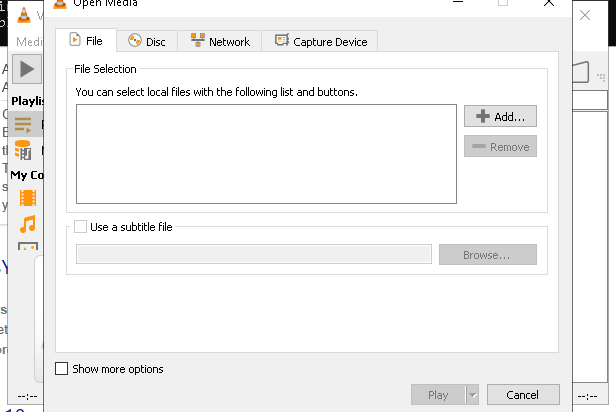 Open Media
File
Disc
Network
Capture Device
File Selection
You can select local files with the following list and buttons.
Add...
Remove
Use a subtitle file
Browse...
Show more options
Play
Cancel
Medi
Playlis
My Co
--:--
--:--